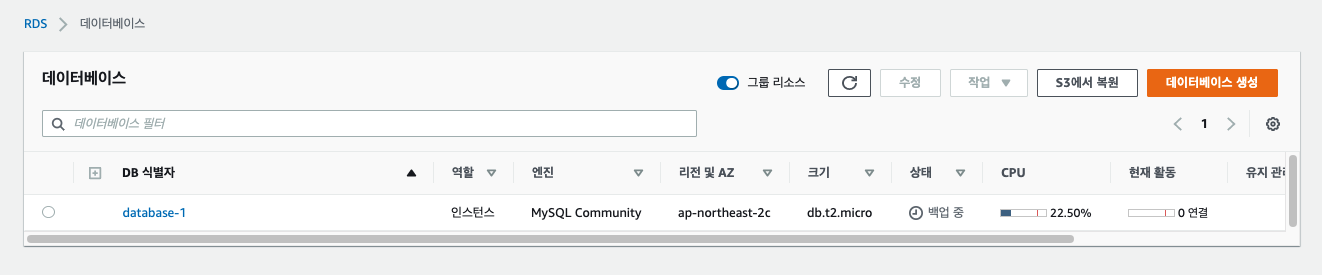 RDS > 데이터베이스
데이터베이스
그룹 리소스
수정
작업
S3에서 복원
데이터베이스 생성
데이터베이스 필터
1
DB 식별자 역할 엔진 리전 및 AZ 크기 상태 CPU 현재 활동 유지
database-1 인스턴스 MySQL Community ap-northeast-2c db.t2.micro 백업 중 22.50% 0 연결